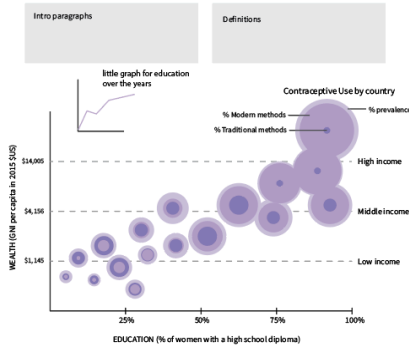 Intro paragraphs
Definitions
little graph for education
over the years
Contraceptive Use by country
% Modern methods
% prevalence
% Traditional methods
$14,005
High income
$4,156
Middle income
$1,145
Low income
WEALTH (GNI per capita in 2015 $US)
25%
50%
75%
100%
EDUCATION (% of women with a high school diploma)